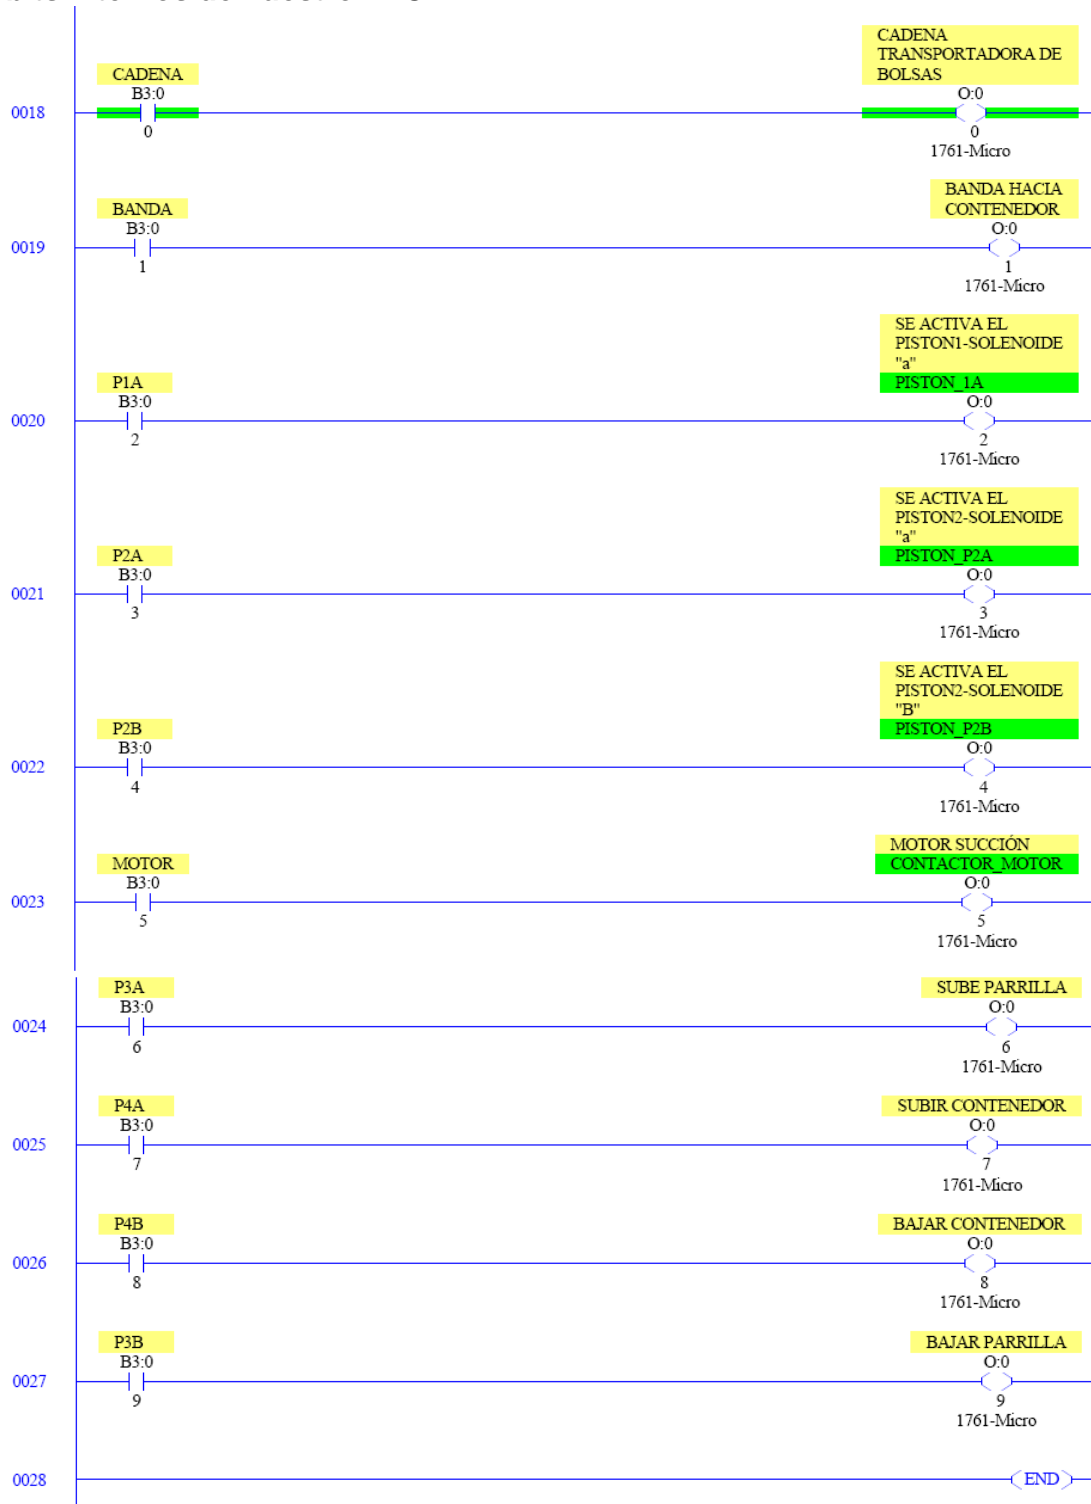 CADENA
TRANSPORTADORA DE
BOLSAS
CADENA
B3:0
O:0
0018
0
0
1761-Micro
BANDA HACIA
CONTENEDOR
BANDA
B3:0
O:0
0019
1
1
1761-Micro
SE ACTIVA EL
PISTON1-SOLENOIDE
"a"
P1A
PISTON_1A
B3:0
O:0
0020
2
2
1761-Micro
SE ACTIVA EL
PISTON2-SOLENOIDE
"a"
P2A
PISTON_P2A
B3:0
O:0
0021
3
3
1761-Micro
SE ACTIVA EL
PISTON2-SOLENOIDE
"B"
P2B
PISTON_P2B
B3:0
O:0
0022
4
4
1761-Micro
MOTOR SUCCIÓN
MOTOR
CONTACTOR_MOTOR
B3:0
O:0
0023
5
5
1761-Micro
P3A
SUBE PARRILLA
B3:0
O:0
0024
6
6
1761-Micro
P4A
SUBIR CONTENEDOR
B3:0
O:0
0025
7
7
1761-Micro
P4B
BAJAR CONTENEDOR
B3:0
O:0
0026
8
8
1761-Micro
P3B
BAJAR PARRILLA
B3:0
O:0
0027
9
9
1761-Micro
0028
END